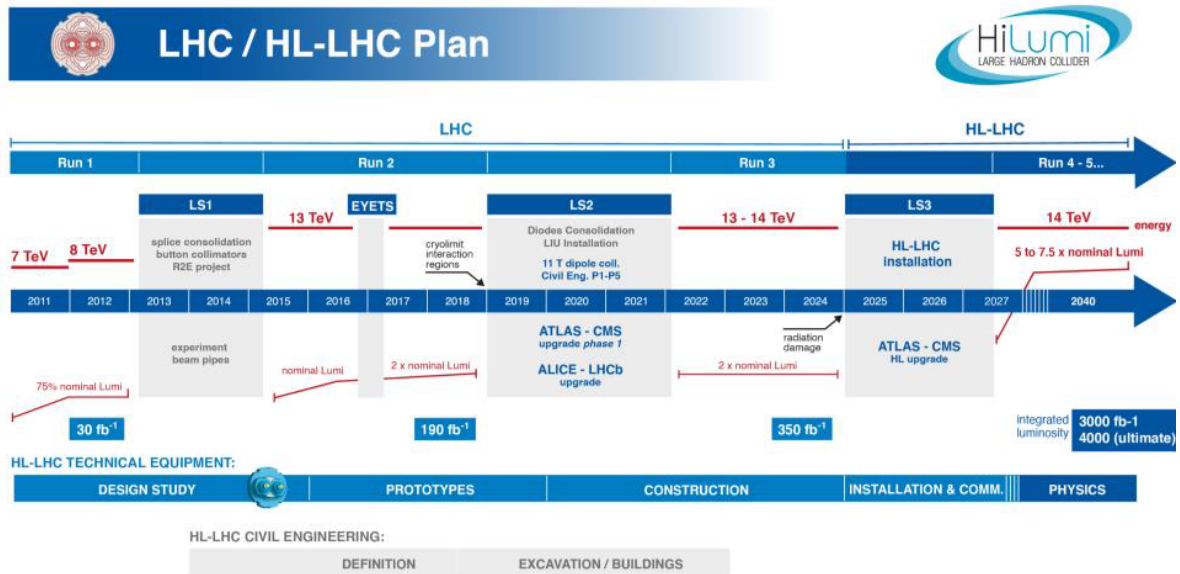 LHC / HL-LHC Plan
HiLumi
LARGE HADRON COLLIDER
LHC
HL-LHC
Run 1
Run 2
Run 3
Run 4 - 5...
LS1
EYETS
LS2
LS3
13 TeV
13 - 14 TeV
14 TeV
energy
splice consolidation
button collimators
R2E project
Diodes Consolidation
LIU Installation
11 T dipole coll.
Civil Eng. P1-P5
HL-LHC
installation
7 TeV
8 TeV
cryolimit
interaction
regions
5 to 7.5 x nominal Lumi
2011 2012 2013 2014 2015 2016 2017 2018 2019 2020 2021 2022 2023 2024 2025 2026 2027 2040
experiment
beam pipes
ATLAS - CMS
upgrade phase 1
ALICE - LHCb
upgrade
radiation
damage
ATLAS - CMS
HL upgrade
75% nominal Lumi
nominal Lumi
2 x nominal Lumi
2 x nominal Lumi
30 fb⁻¹
190 fb⁻¹
350 fb⁻¹
integrated
luminosity
3000 fb-1
4000 (ultimate)
HL-LHC TECHNICAL EQUIPMENT:
DESIGN STUDY
PROTOTYPES
CONSTRUCTION
INSTALLATION & COMM.
PHYSICS
HL-LHC CIVIL ENGINEERING:
DEFINITION
EXCAVATION / BUILDINGS